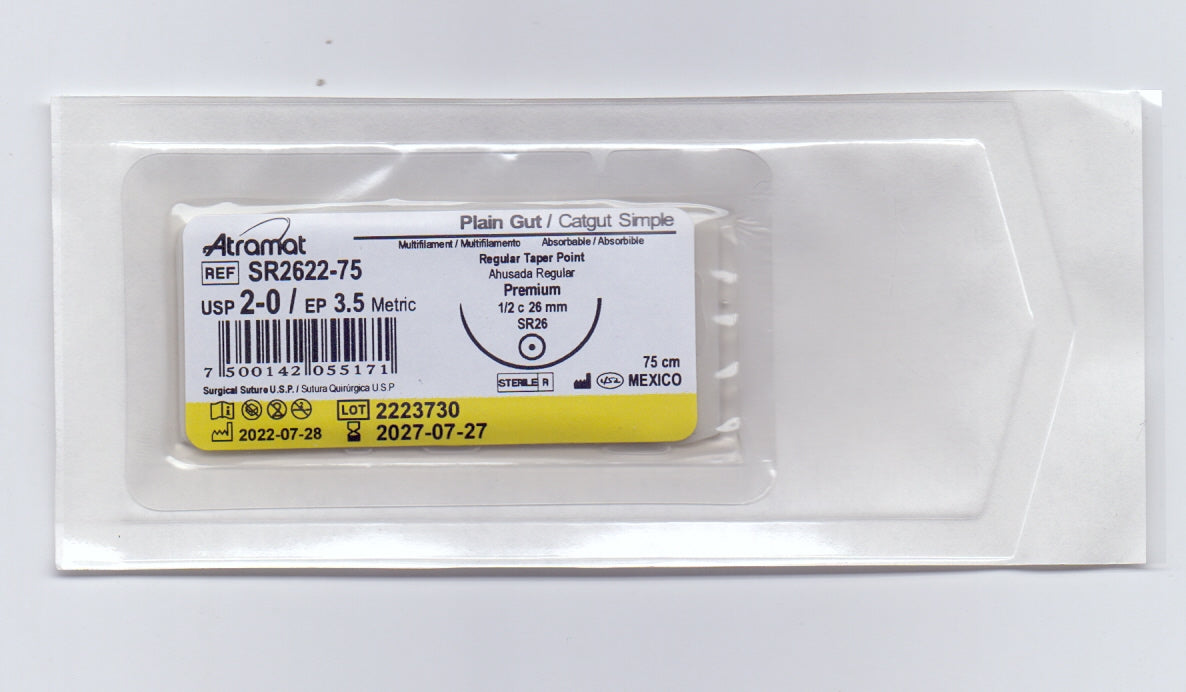 Plain Gut / Catgut Simple
Atramat
Multifilament / Multifilamento Absorbable / Absorbible
REF SR2622-75
Regular Taper Point
Ahusada Regular
USP 2-0 / EP 3.5 Metric
Premium
1/2 c 26 mm
SR26
7 500142 055171
75 cm
Surgical Suture U.S.P. / Sutura Quirúrgica U.S.P
STERILE R
MEXICO
LOT 2223730
2022-07-28
2027-07-27